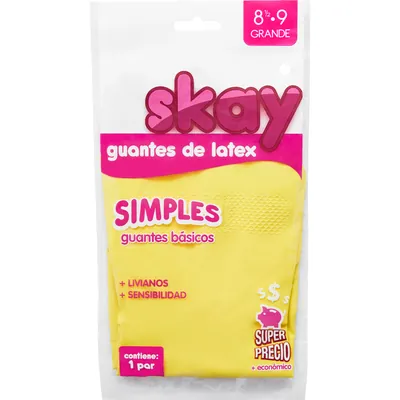 8½•9
GRANDE
skay
guantes de latex
SIMPLES
guantes básicos
+ LIVIANOS
+ SENSIBILIDAD
$ $ $
SUPER
PRECIO
+ económico
contiene:
1 par